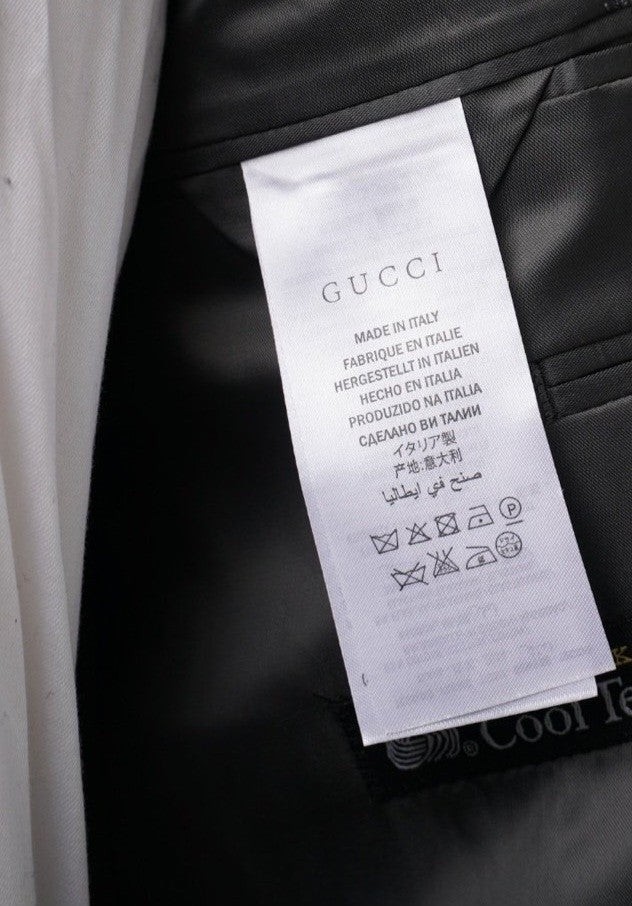 GUCCI
MADE IN ITALY
FABRIQUE EN ITALIE
HERGESTELLT IN ITALIEN
HECHO EN ITALIA
PRODUZIDO NA ITALIA
СДЕЛАНО ВИ ТАЛИИ
イタリア製
产地:意大利
صنع في ايطاليا
P
K
® Cool Te